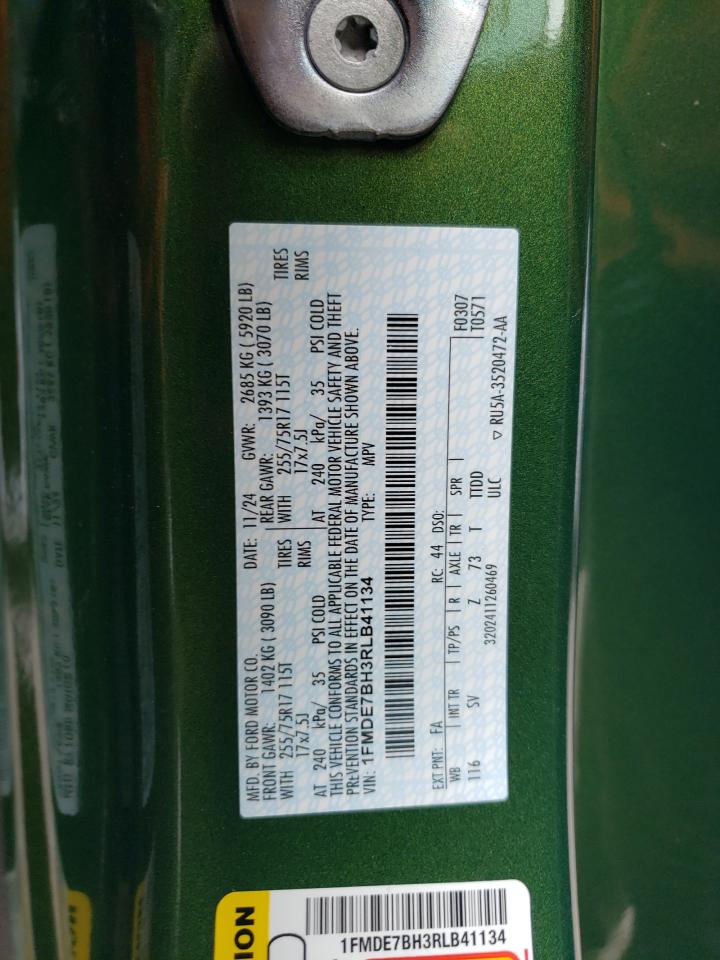 MFD. BY FORD MOTOR CO.
DATE: 11/24 GVWR: 2685 KG ( 5920 LB)
FRONT GAWR: 1402 KG ( 3090 LB) REAR GAWR: 1393 KG ( 3070 LB)
WITH 255/75R17 115T TIRES WITH 255/75R17 115T TIRES
17x7.5J RIMS 17x7.5J RIMS
AT 240 kPa/ 35 PSI COLD AT 240 kPa/ 35 PSI COLD
THIS VEHICLE CONFORMS TO ALL APPLICABLE FEDERAL MOTOR VEHICLE SAFETY AND THEFT
PREVENTION STANDARDS IN EFFECT ON THE DATE OF MANUFACTURE SHOWN ABOVE.
VIN: 1FMDE7BH3RLB41134 TYPE: MPV
EXT PNT: FA RC: 44 DSO: F0307
WB INT TR TP/PS R AXLE TR SPR T0571
116 SV Z 73 T TTDD
3202411260469 ULC ▽ RU5A-3520472-AA
ION
1FMDE7BH3RLB41134